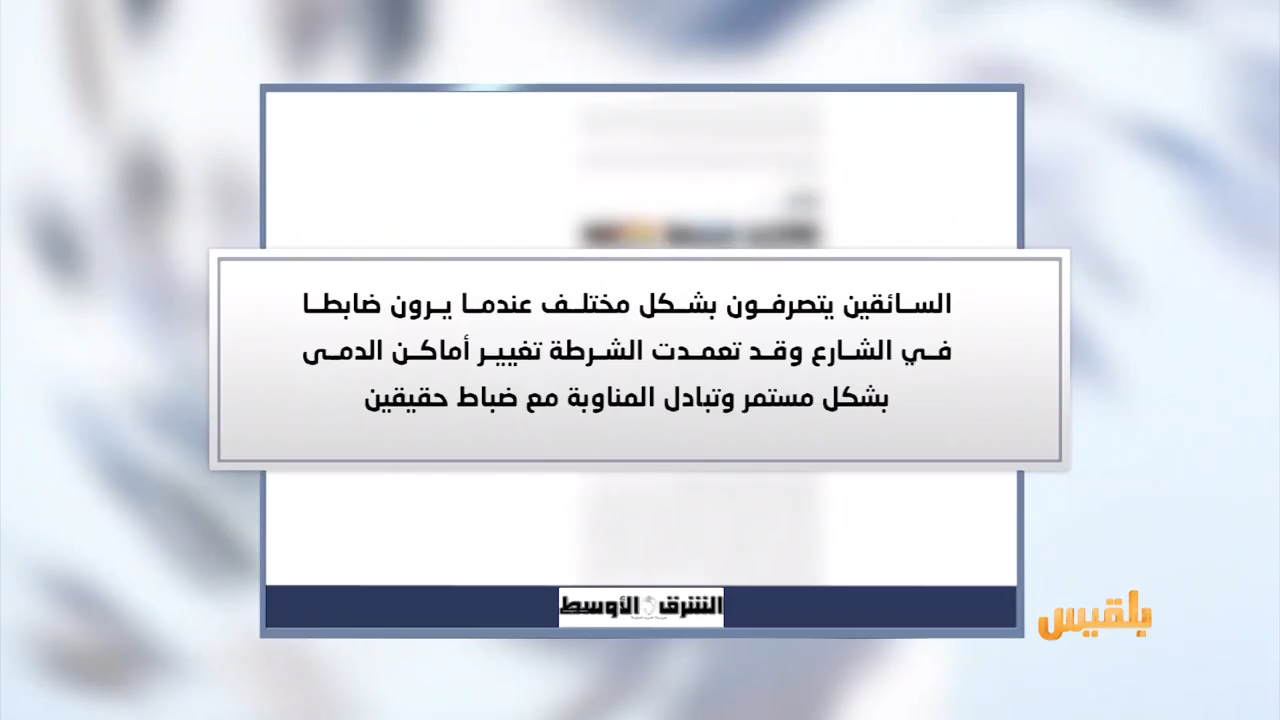 السائقين يتصرفون بشكل مختلف عندما يرون ضابطا
في الشارع وقد تعمدت الشرطة تغيير أماكن الدمى
بشكل مستمر وتبادل المناوبة مع ضباط حقيقين
الشرق الأوسط
بلقيس